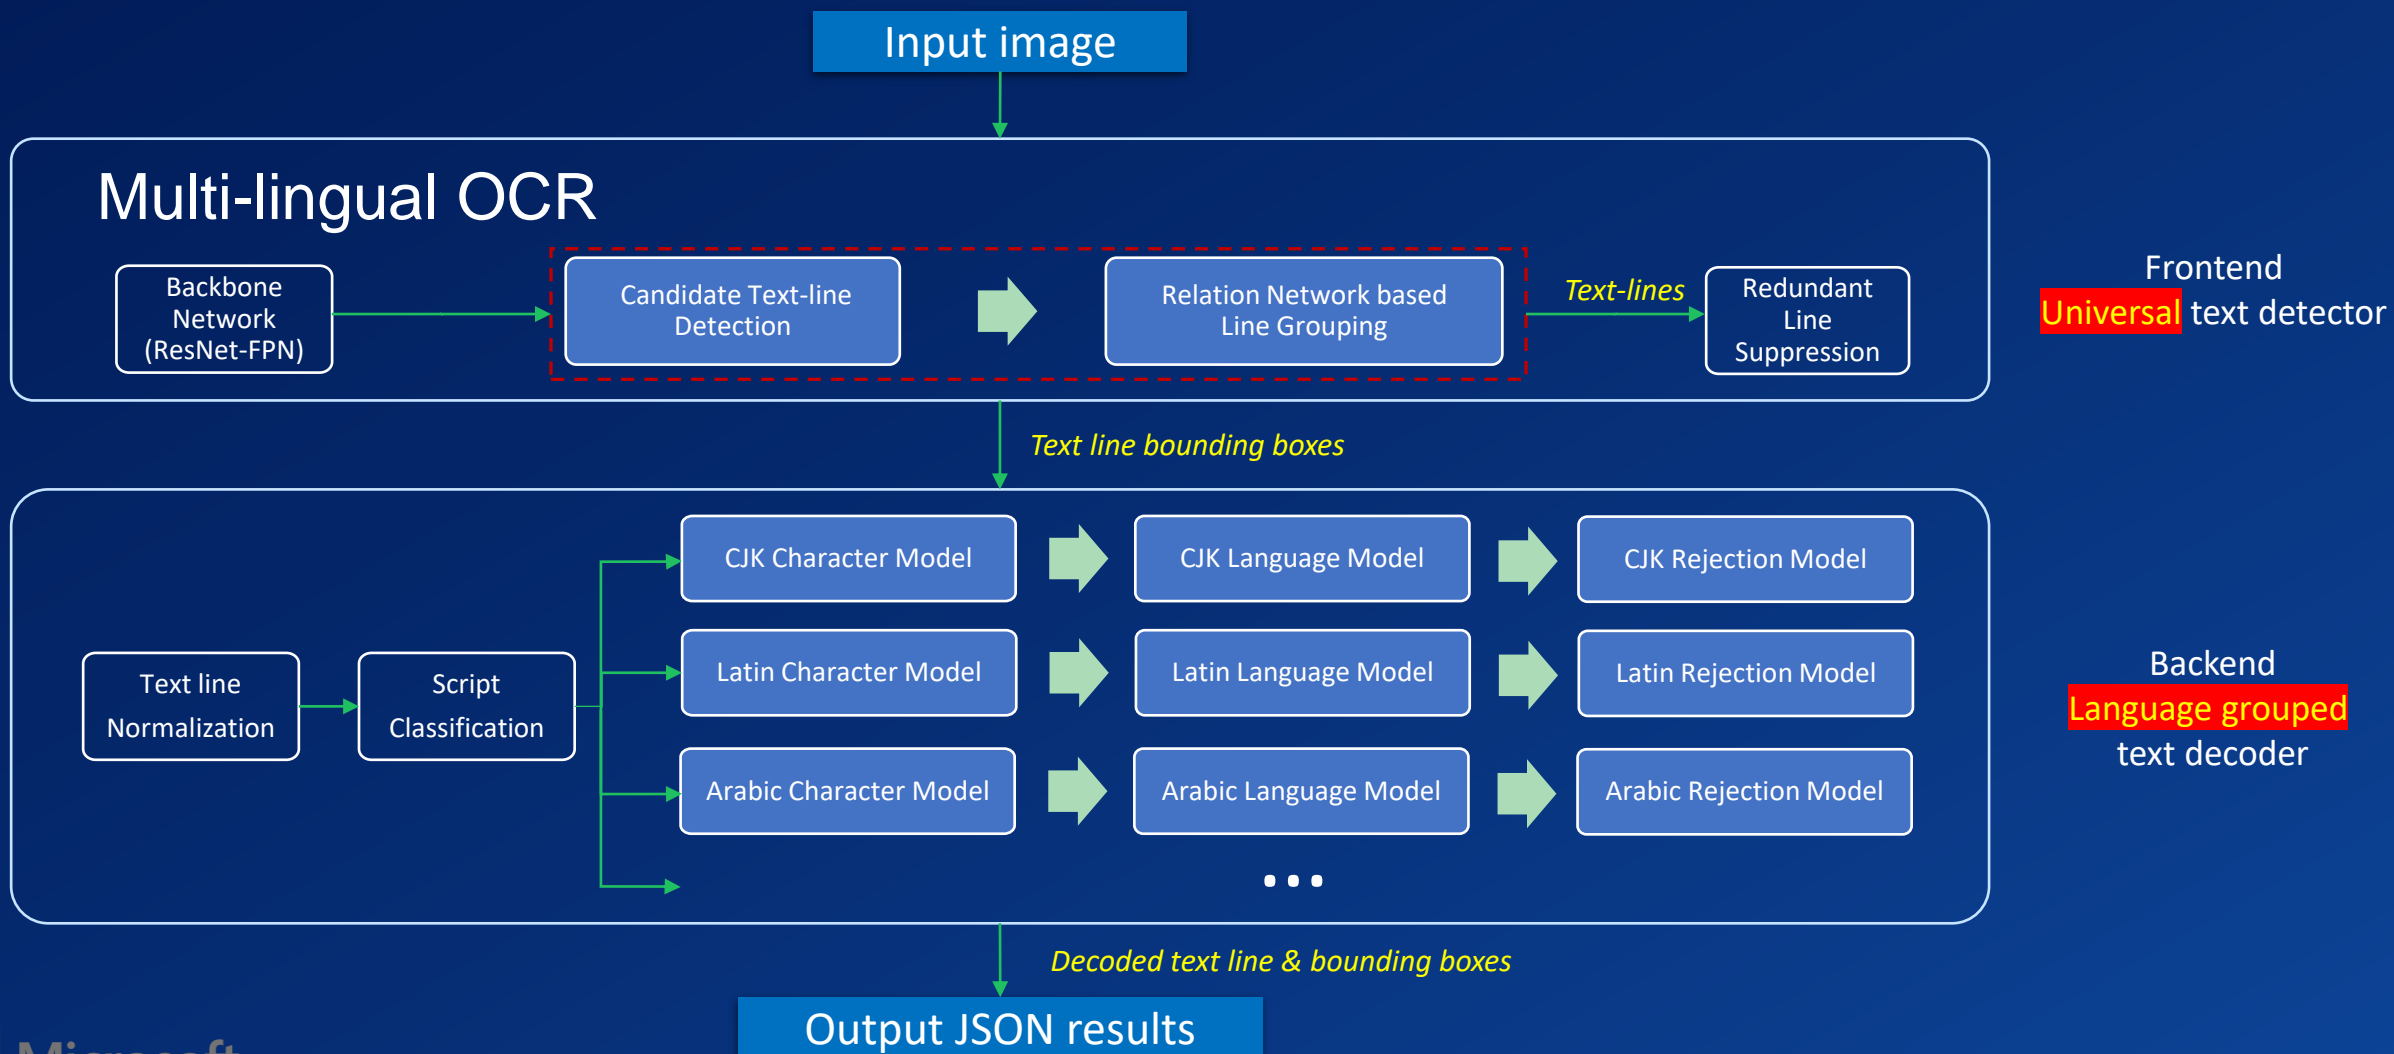 Input image
Multi-lingual OCR
Backbone
Network
(ResNet-FPN)
Candidate Text-line
Detection
Relation Network based
Line Grouping
Text-lines
Redundant
Line
Suppression
Frontend
Universal text detector
Text line bounding boxes
CJK Character Model
CJK Language Model
CJK Rejection Model
Text line
Normalization
Script
Classification
Latin Character Model
Latin Language Model
Latin Rejection Model
Arabic Character Model
Arabic Language Model
Arabic Rejection Model
...
Backend
Language grouped
text decoder
Decoded text line & bounding boxes
Output JSON results
Microsoft